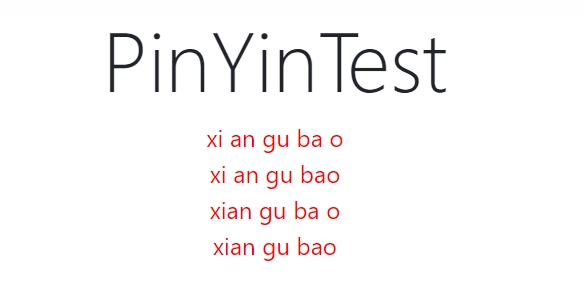 PinYinTest
xi an gu ba o
xi an gu bao
xian gu ba o
xian gu bao